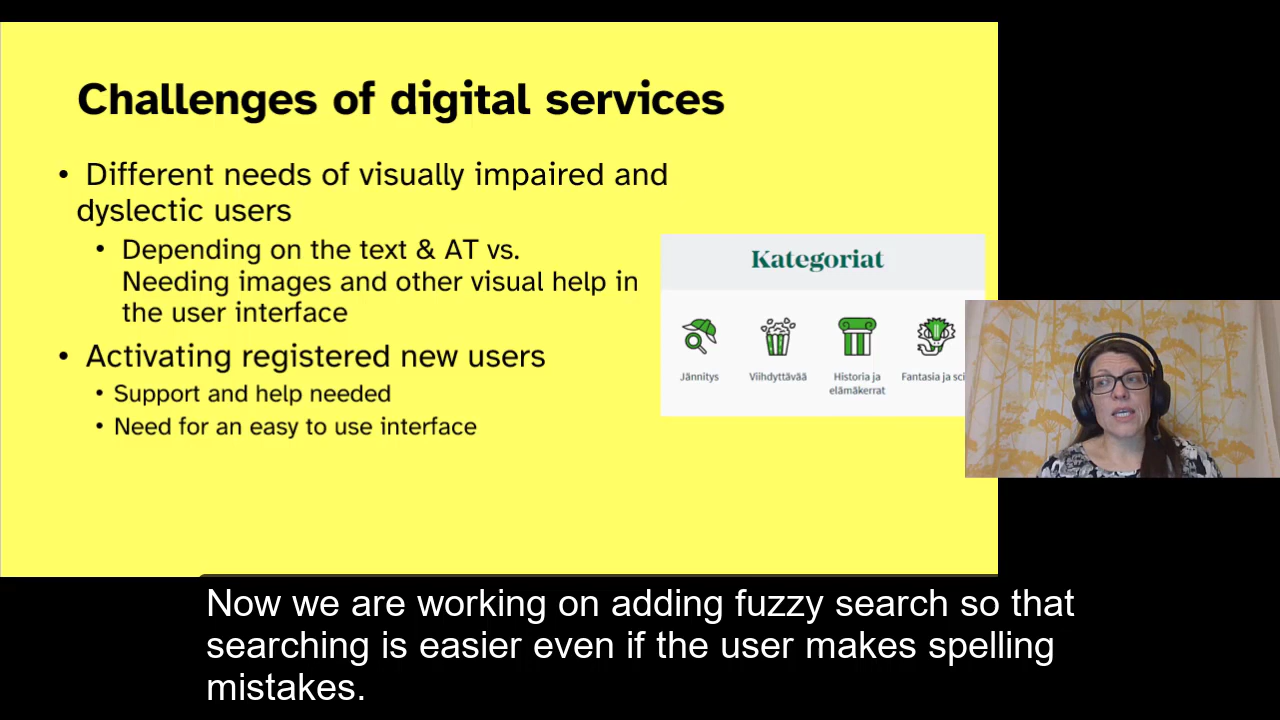 Challenges of digital services
• Different needs of visually impaired and
dyslectic users
• Depending on the text & AT vs.
Needing images and other visual help in
the user interface
• Activating registered new users
• Support and help needed
• Need for an easy to use interface
Kategoriat
Jännitys
Viihdyttävää
Historia ja
elämäkerrat
Fantasia ja sci
Now we are working on adding fuzzy search so that
searching is easier even if the user makes spelling
mistakes.